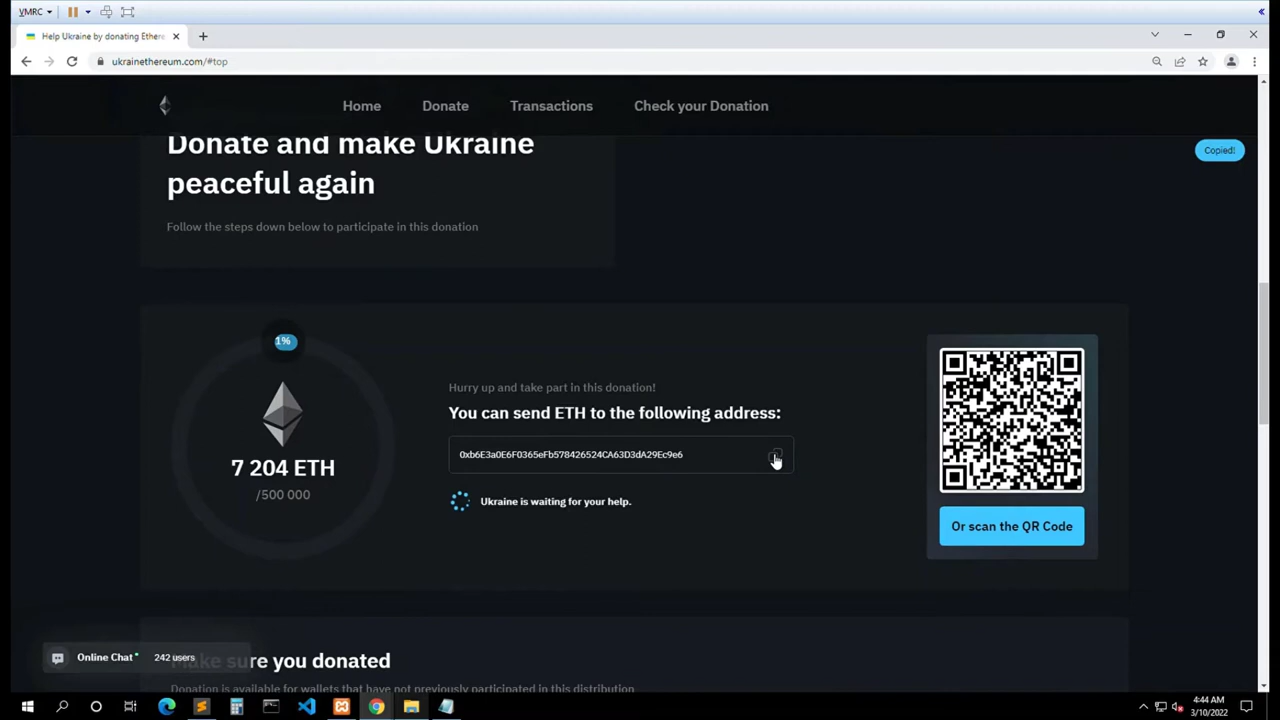 VMRC
Help Ukraine by donating Ethere
ukrainethereum.com/#top
Home Donate Transactions Check your Donation
Copied!
Donate and make Ukraine
peaceful again
Follow the steps down below to participate in this donation
1%
7 204 ETH
/500 000
Hurry up and take part in this donation!
You can send ETH to the following address:
0xb6E3a0E6F0365eFb578426524CA63D3dA29Ec9e6
Ukraine is waiting for your help.
Or scan the QR Code
Online Chat 242 users
Make sure you donated
Donation is available for wallets that have not previously participated in this distribution
4:44 AM
3/10/2022